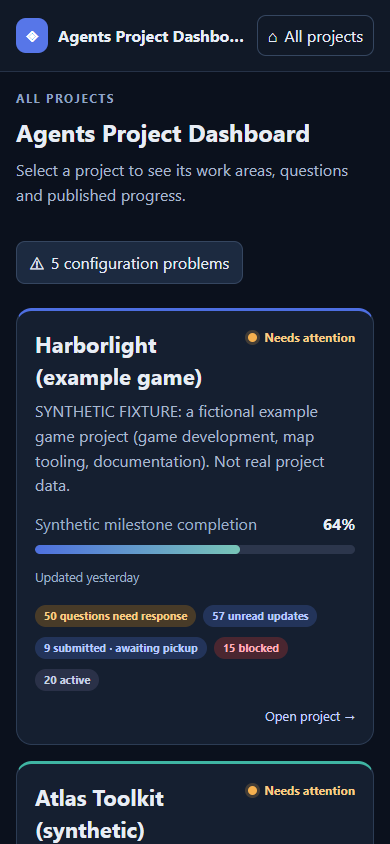 Agents Project Dashbo...
⌂ All projects
ALL PROJECTS
Agents Project Dashboard
Select a project to see its work areas, questions
and published progress.
⚠ 5 configuration problems
Harborlight
(example game)
Needs attention
SYNTHETIC FIXTURE: a fictional example
game project (game development, map
tooling, documentation). Not real project
data.
Synthetic milestone completion 64%
Updated yesterday
50 questions need response 57 unread updates
9 submitted · awaiting pickup 15 blocked
20 active
Open project →
Atlas Toolkit
(synthetic)
Needs attention